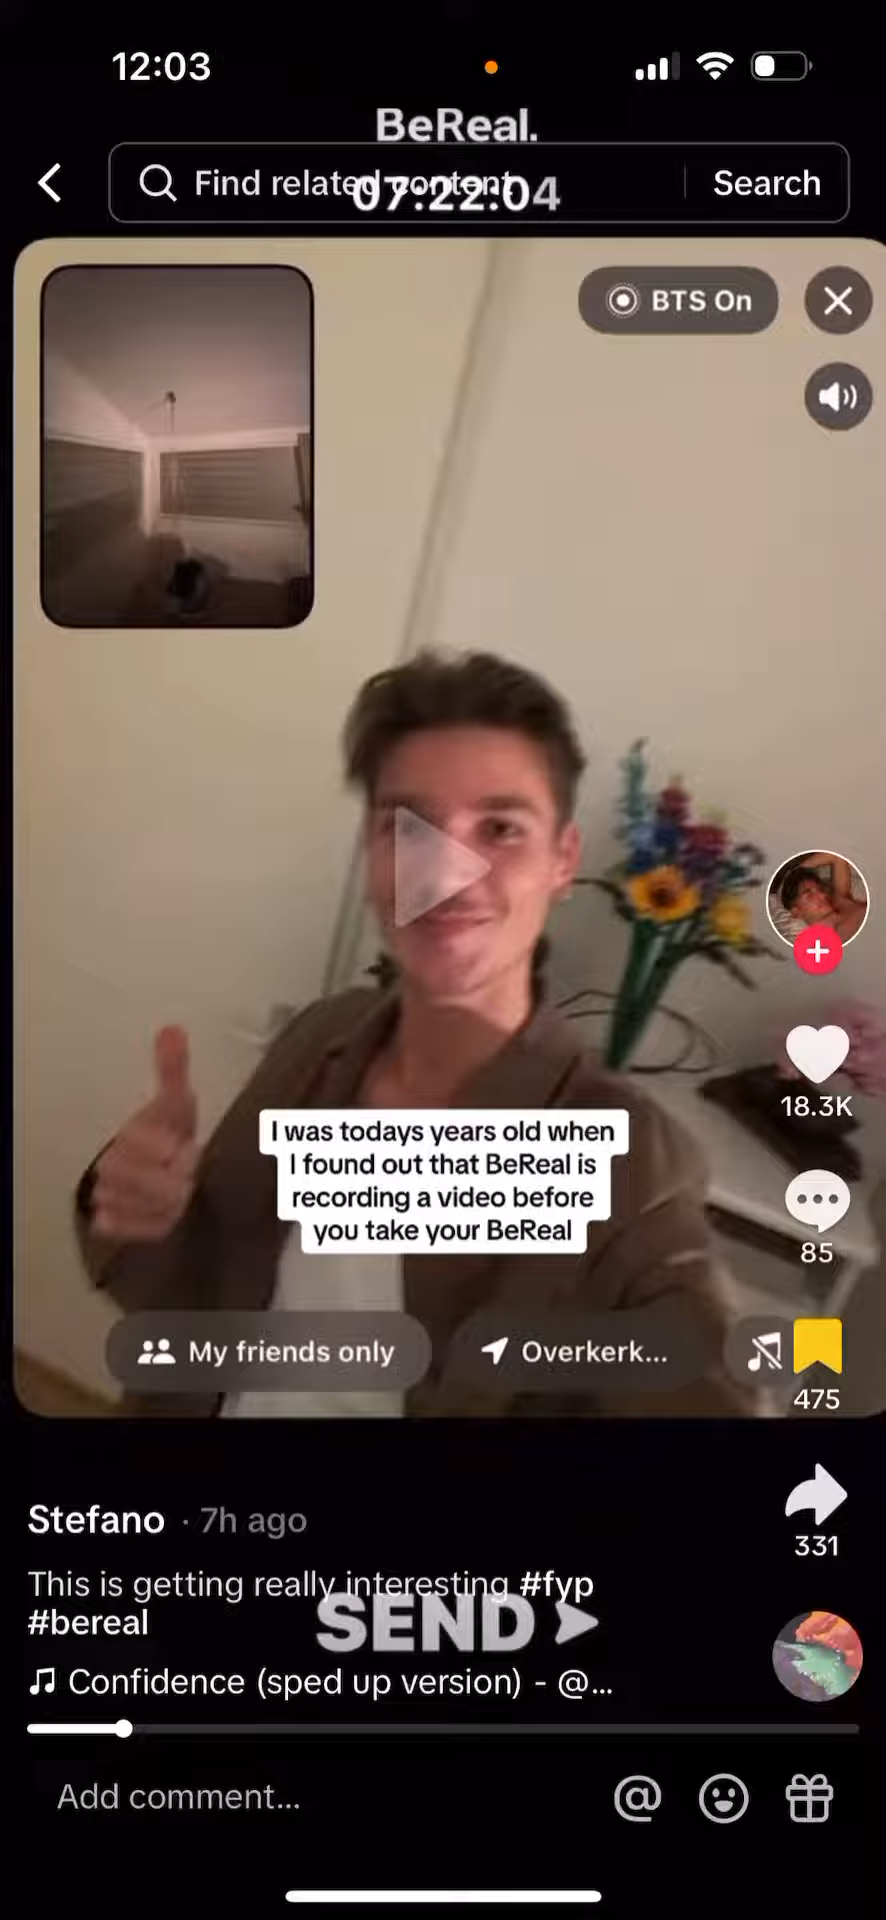 12:03
BeReal.
Find related content
Search
07:22:04
BTS On
I was todays years old when
I found out that BeReal is
recording a video before
you take your BeReal
18.3K
85
My friends only
Overkerk...
475
331
Stefano · 7h ago
This is getting really interesting #fyp
#bereal
SEND
Confidence (sped up version) - @...
Add comment...